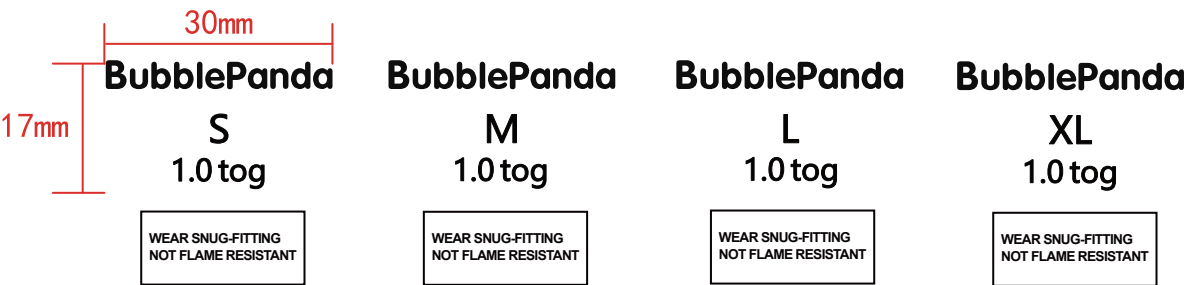 30mm
17mm
BubblePanda
S
1.0 tog
WEAR SNUG-FITTING
NOT FLAME RESISTANT
BubblePanda
M
1.0 tog
WEAR SNUG-FITTING
NOT FLAME RESISTANT
BubblePanda
L
1.0 tog
WEAR SNUG-FITTING
NOT FLAME RESISTANT
BubblePanda
XL
1.0 tog
WEAR SNUG-FITTING
NOT FLAME RESISTANT